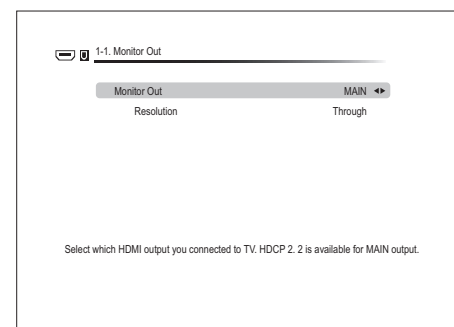 1-1. Monitor Out
Monitor Out MAIN ◀▶
Resolution Through
Select which HDMI output you connected to TV. HDCP 2. 2 is available for MAIN output.